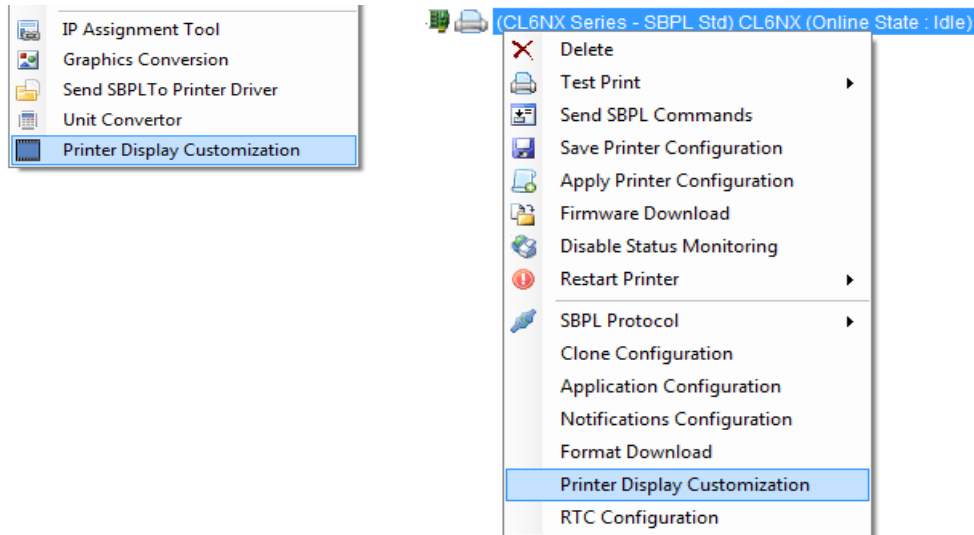 IP Assignment Tool
Graphics Conversion
Send SBPLTo Printer Driver
Unit Convertor
Printer Display Customization
(CL6NX Series - SBPL Std) CL6NX (Online State : Idle)
Delete
Test Print
Send SBPL Commands
Save Printer Configuration
Apply Printer Configuration
Firmware Download
Disable Status Monitoring
Restart Printer
SBPL Protocol
Clone Configuration
Application Configuration
Notifications Configuration
Format Download
Printer Display Customization
RTC Configuration